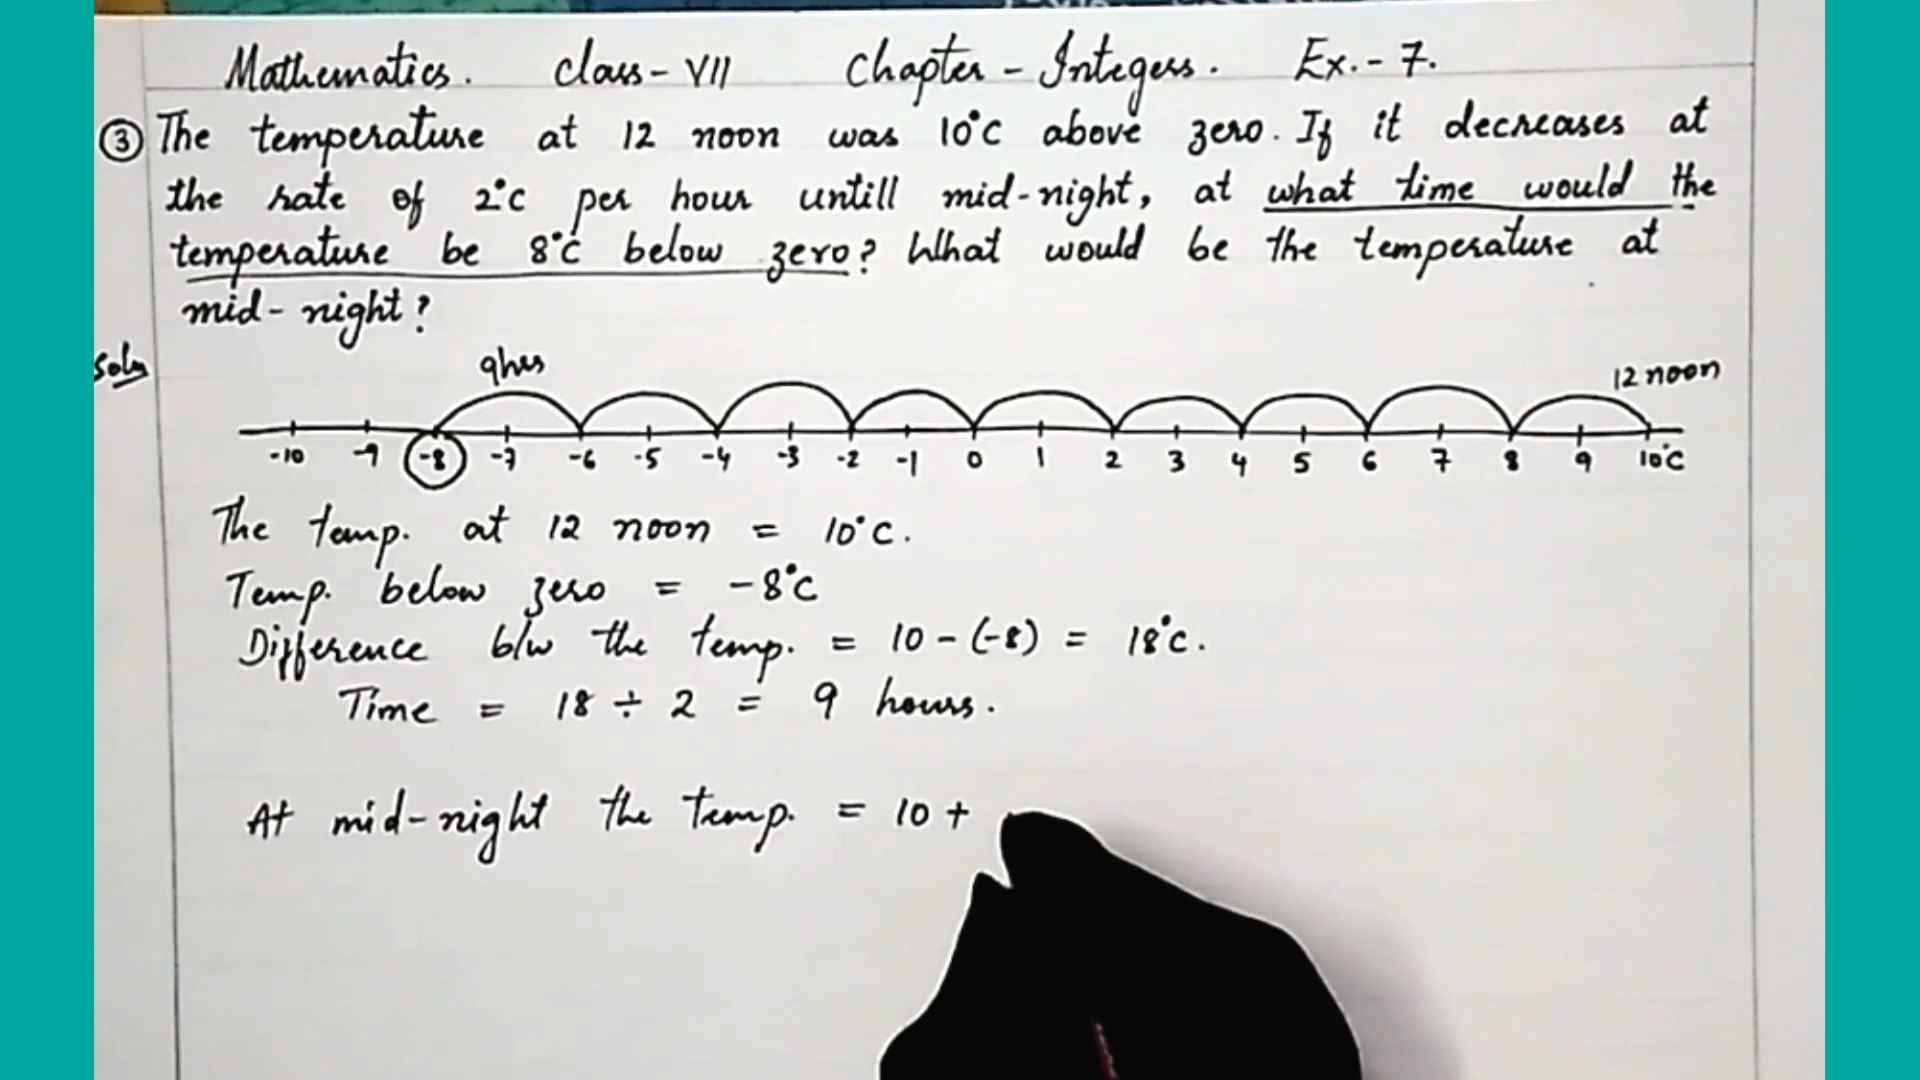 Mathematics. Class - VII Chapter - Integers. Ex. - 7.
③ The temperature at 12 noon was 10°C above zero. If it decreases at
the rate of 2°C per hour untill mid-night, at what time would the
temperature be 8°C below zero? What would be the temperature at
mid-night?
Soln
9hrs 12 noon
-10 -9 -8 -7 -6 -5 -4 -3 -2 -1 0 1 2 3 4 5 6 7 8 9 10°C
The temp. at 12 noon = 10°C.
Temp. below zero = -8°C
Difference b/w the temp. = 10 - (-8) = 18°C.
Time = 18 ÷ 2 = 9 hours.
At mid-night the temp. = 10 +